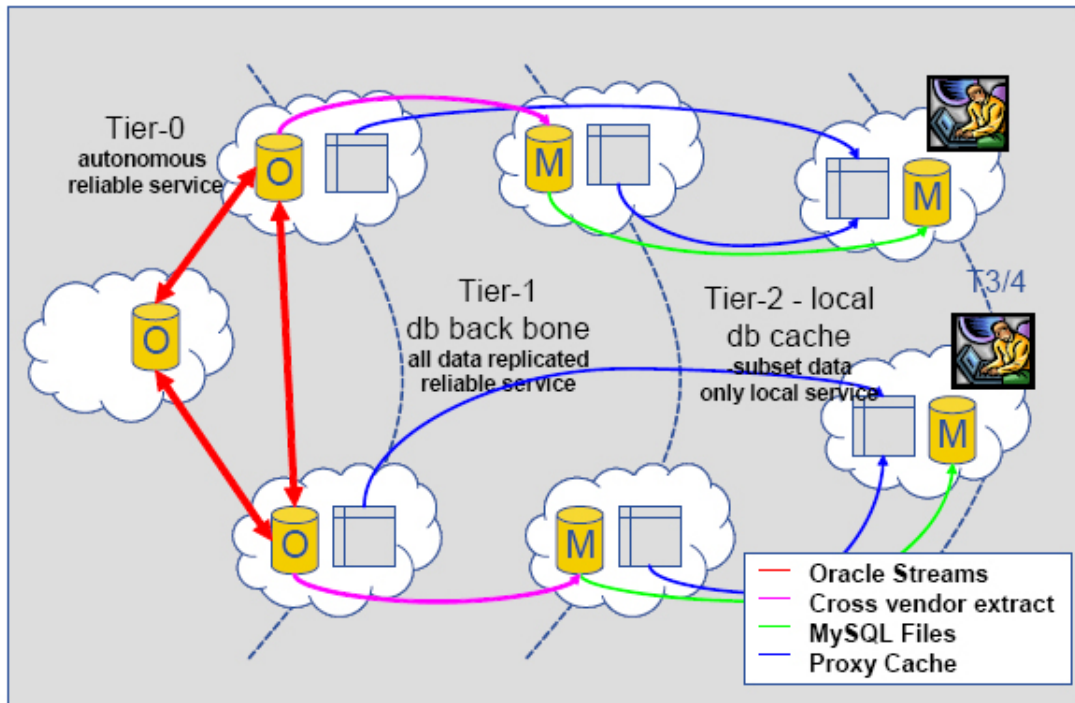 Tier-0
autonomous
reliable service
O
M
M
O
T3/4
Tier-1
db back bone
all data replicated
reliable service
Tier-2 - local
db cache
-subset data
only local service
M
O
M
Oracle Streams
Cross vendor extract
MySQL Files
Proxy Cache